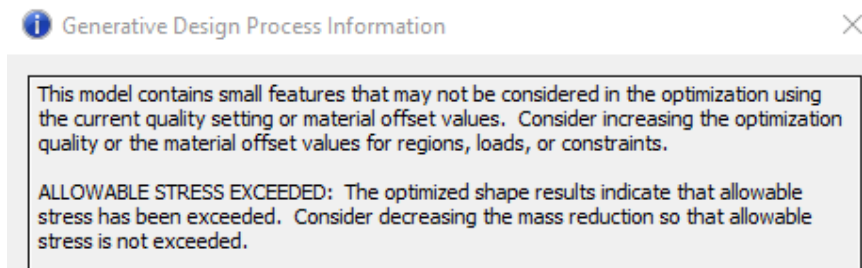 Generative Design Process Information
This model contains small features that may not be considered in the optimization using
the current quality setting or material offset values.  Consider increasing the optimization
quality or the material offset values for regions, loads, or constraints.
ALLOWABLE STRESS EXCEEDED:  The optimized shape results indicate that allowable
stress has been exceeded.  Consider decreasing the mass reduction so that allowable
stress is not exceeded.